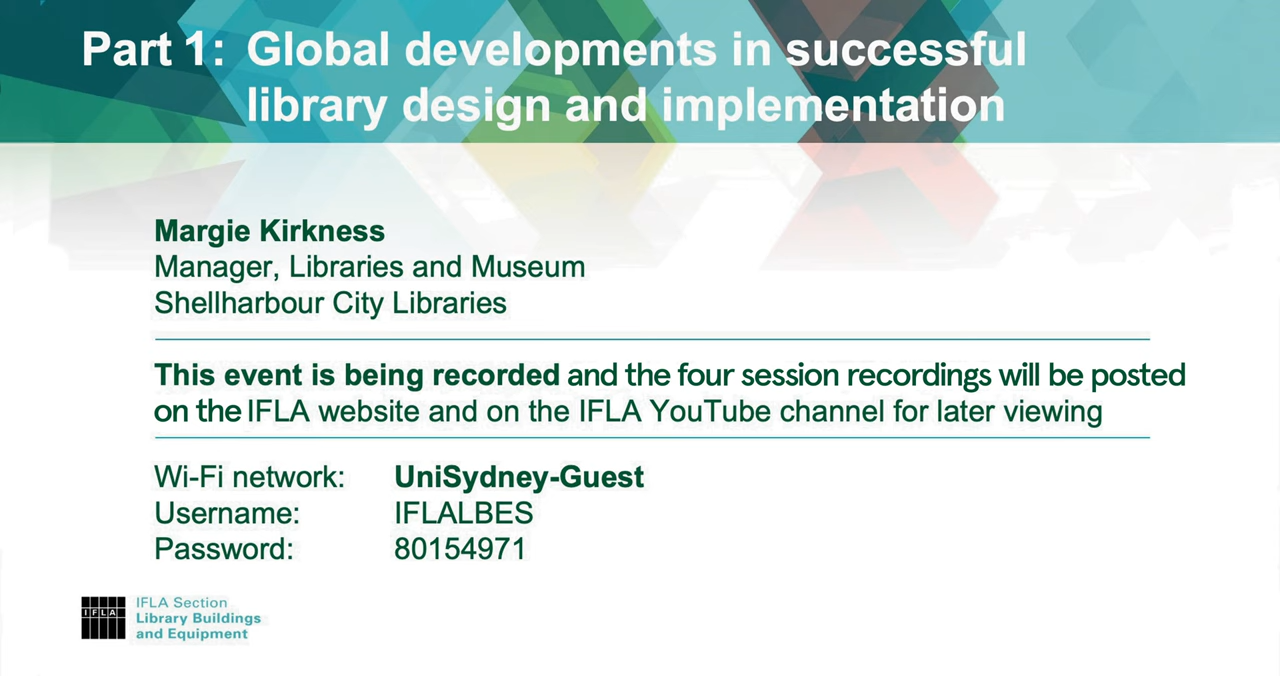 Part 1: Global developments in successful
library design and implementation
Margie Kirkness
Manager, Libraries and Museum
Shellharbour City Libraries
This event is being recorded and the four session recordings will be posted
on the IFLA website and on the IFLA YouTube channel for later viewing
Wi-Fi network: UniSydney-Guest
Username: IFLALBES
Password: 80154971
IFLA
IFLA Section
Library Buildings
and Equipment